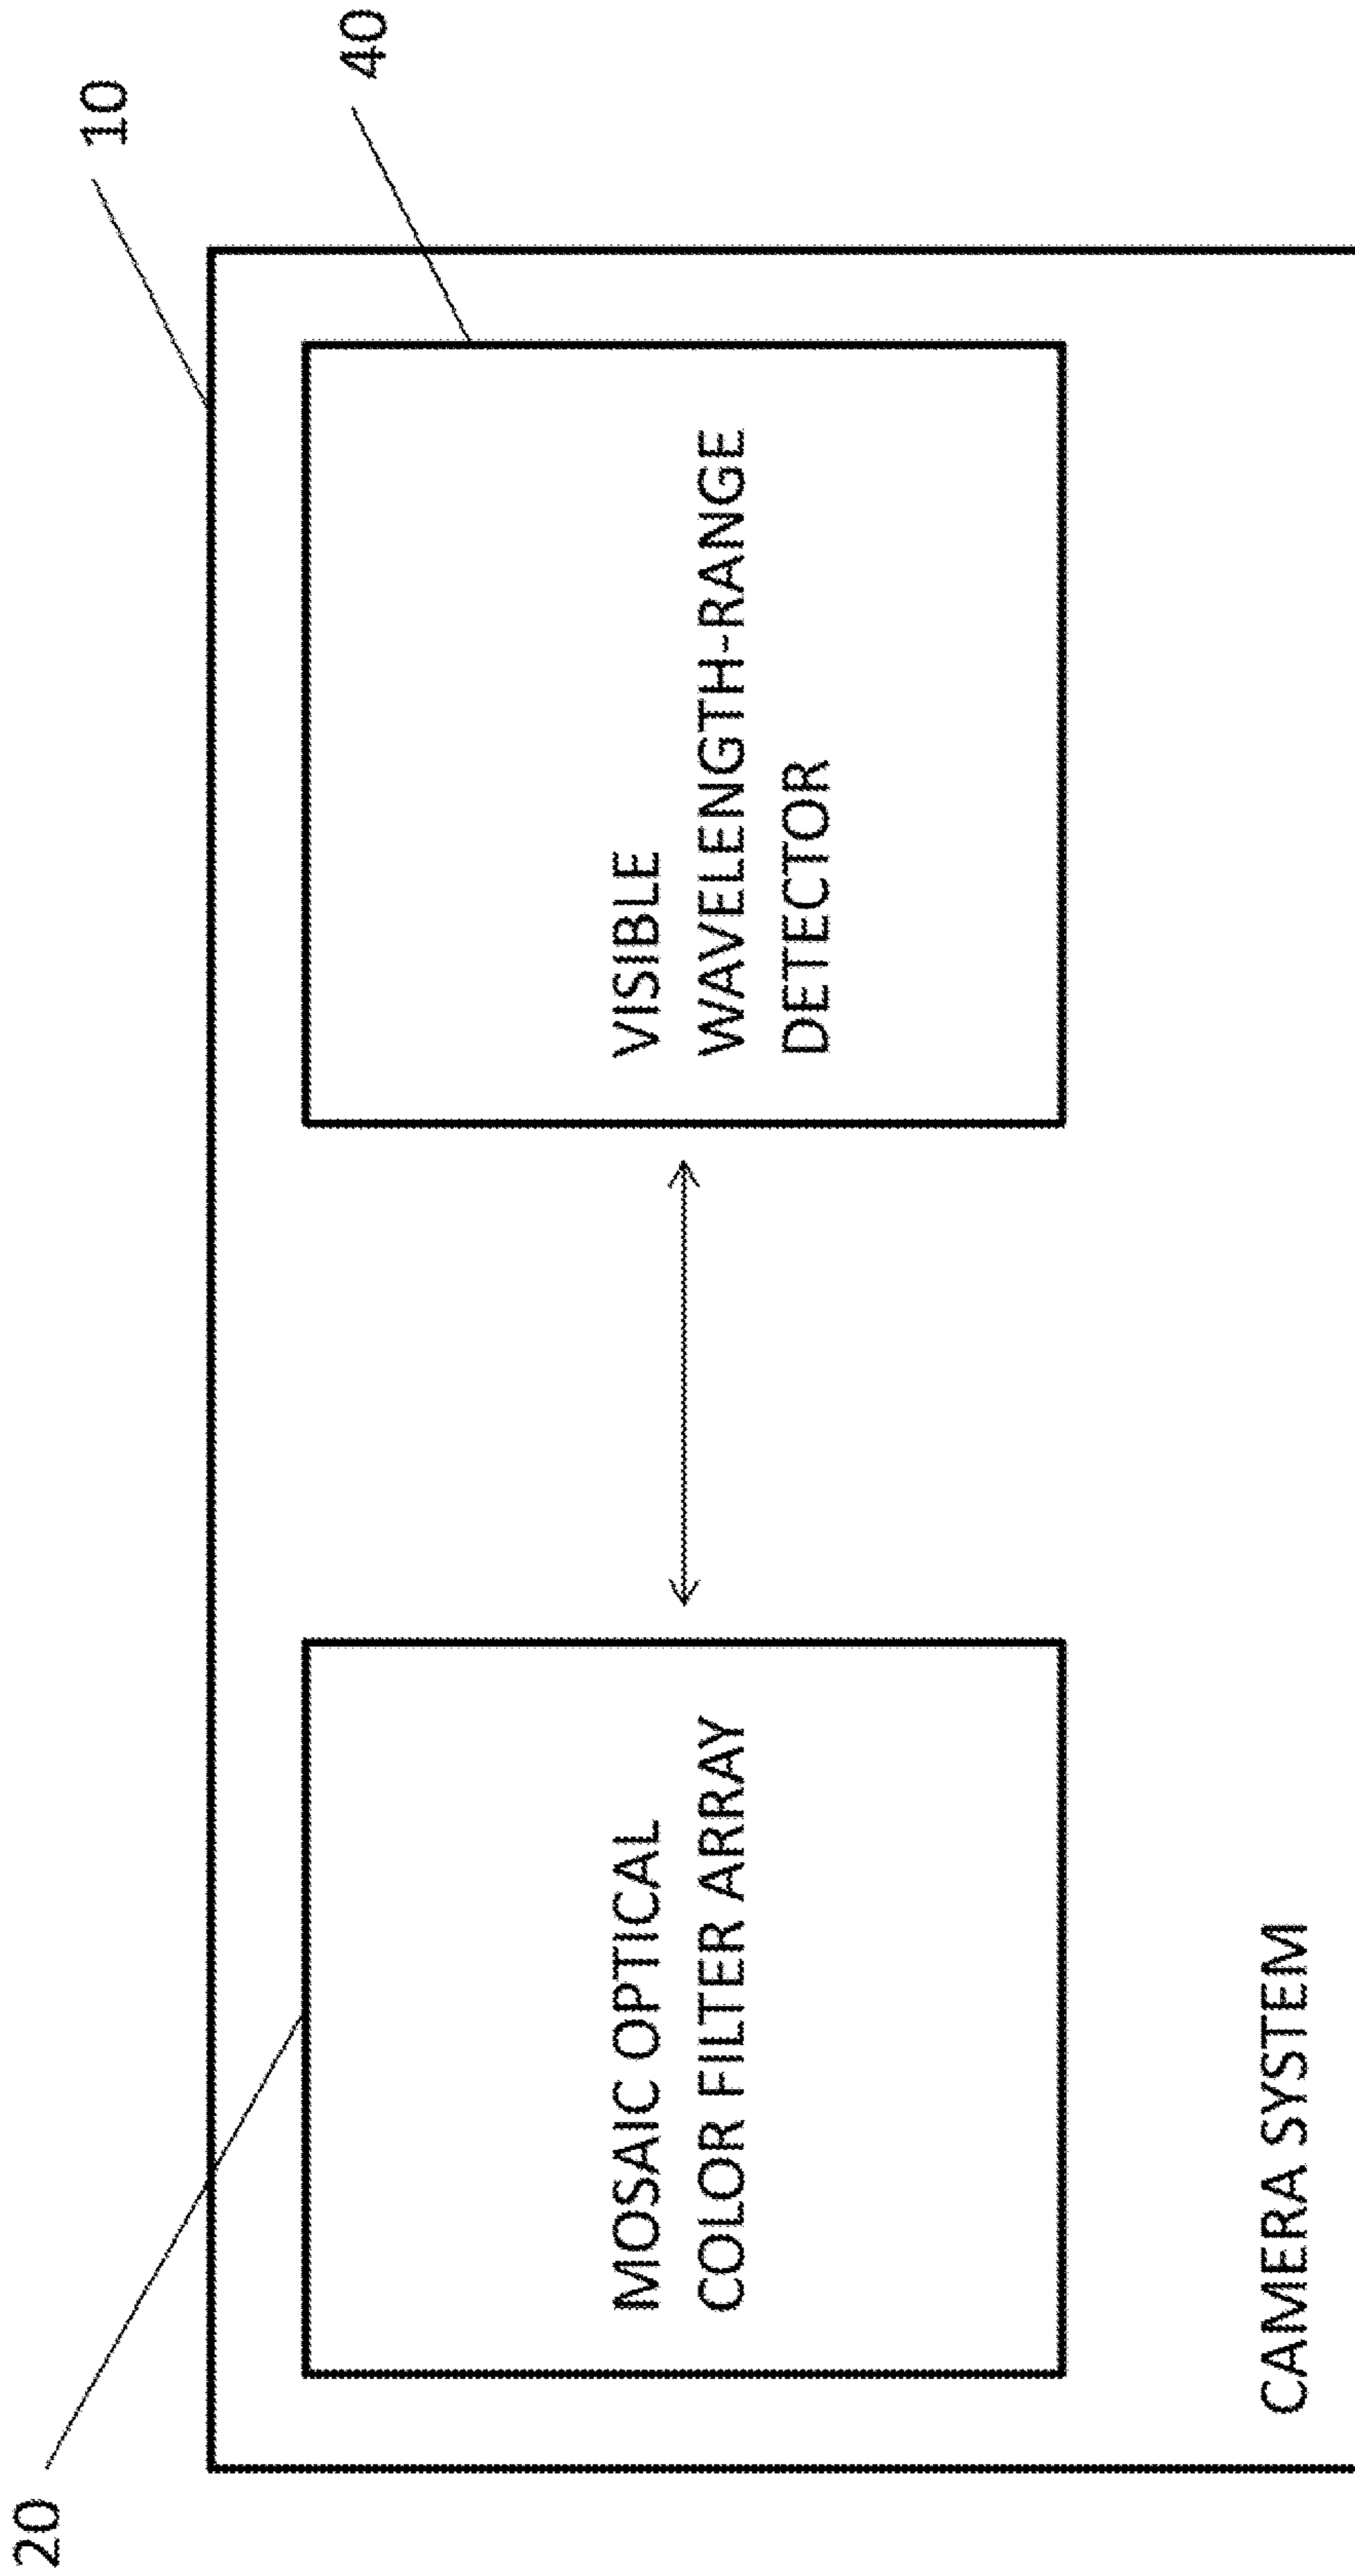 10
40
20
MOSAIC OPTICAL
COLOR FILTER ARRAY
VISIBLE
WAVELENGTH-RANGE
DETECTOR
CAMERA SYSTEM